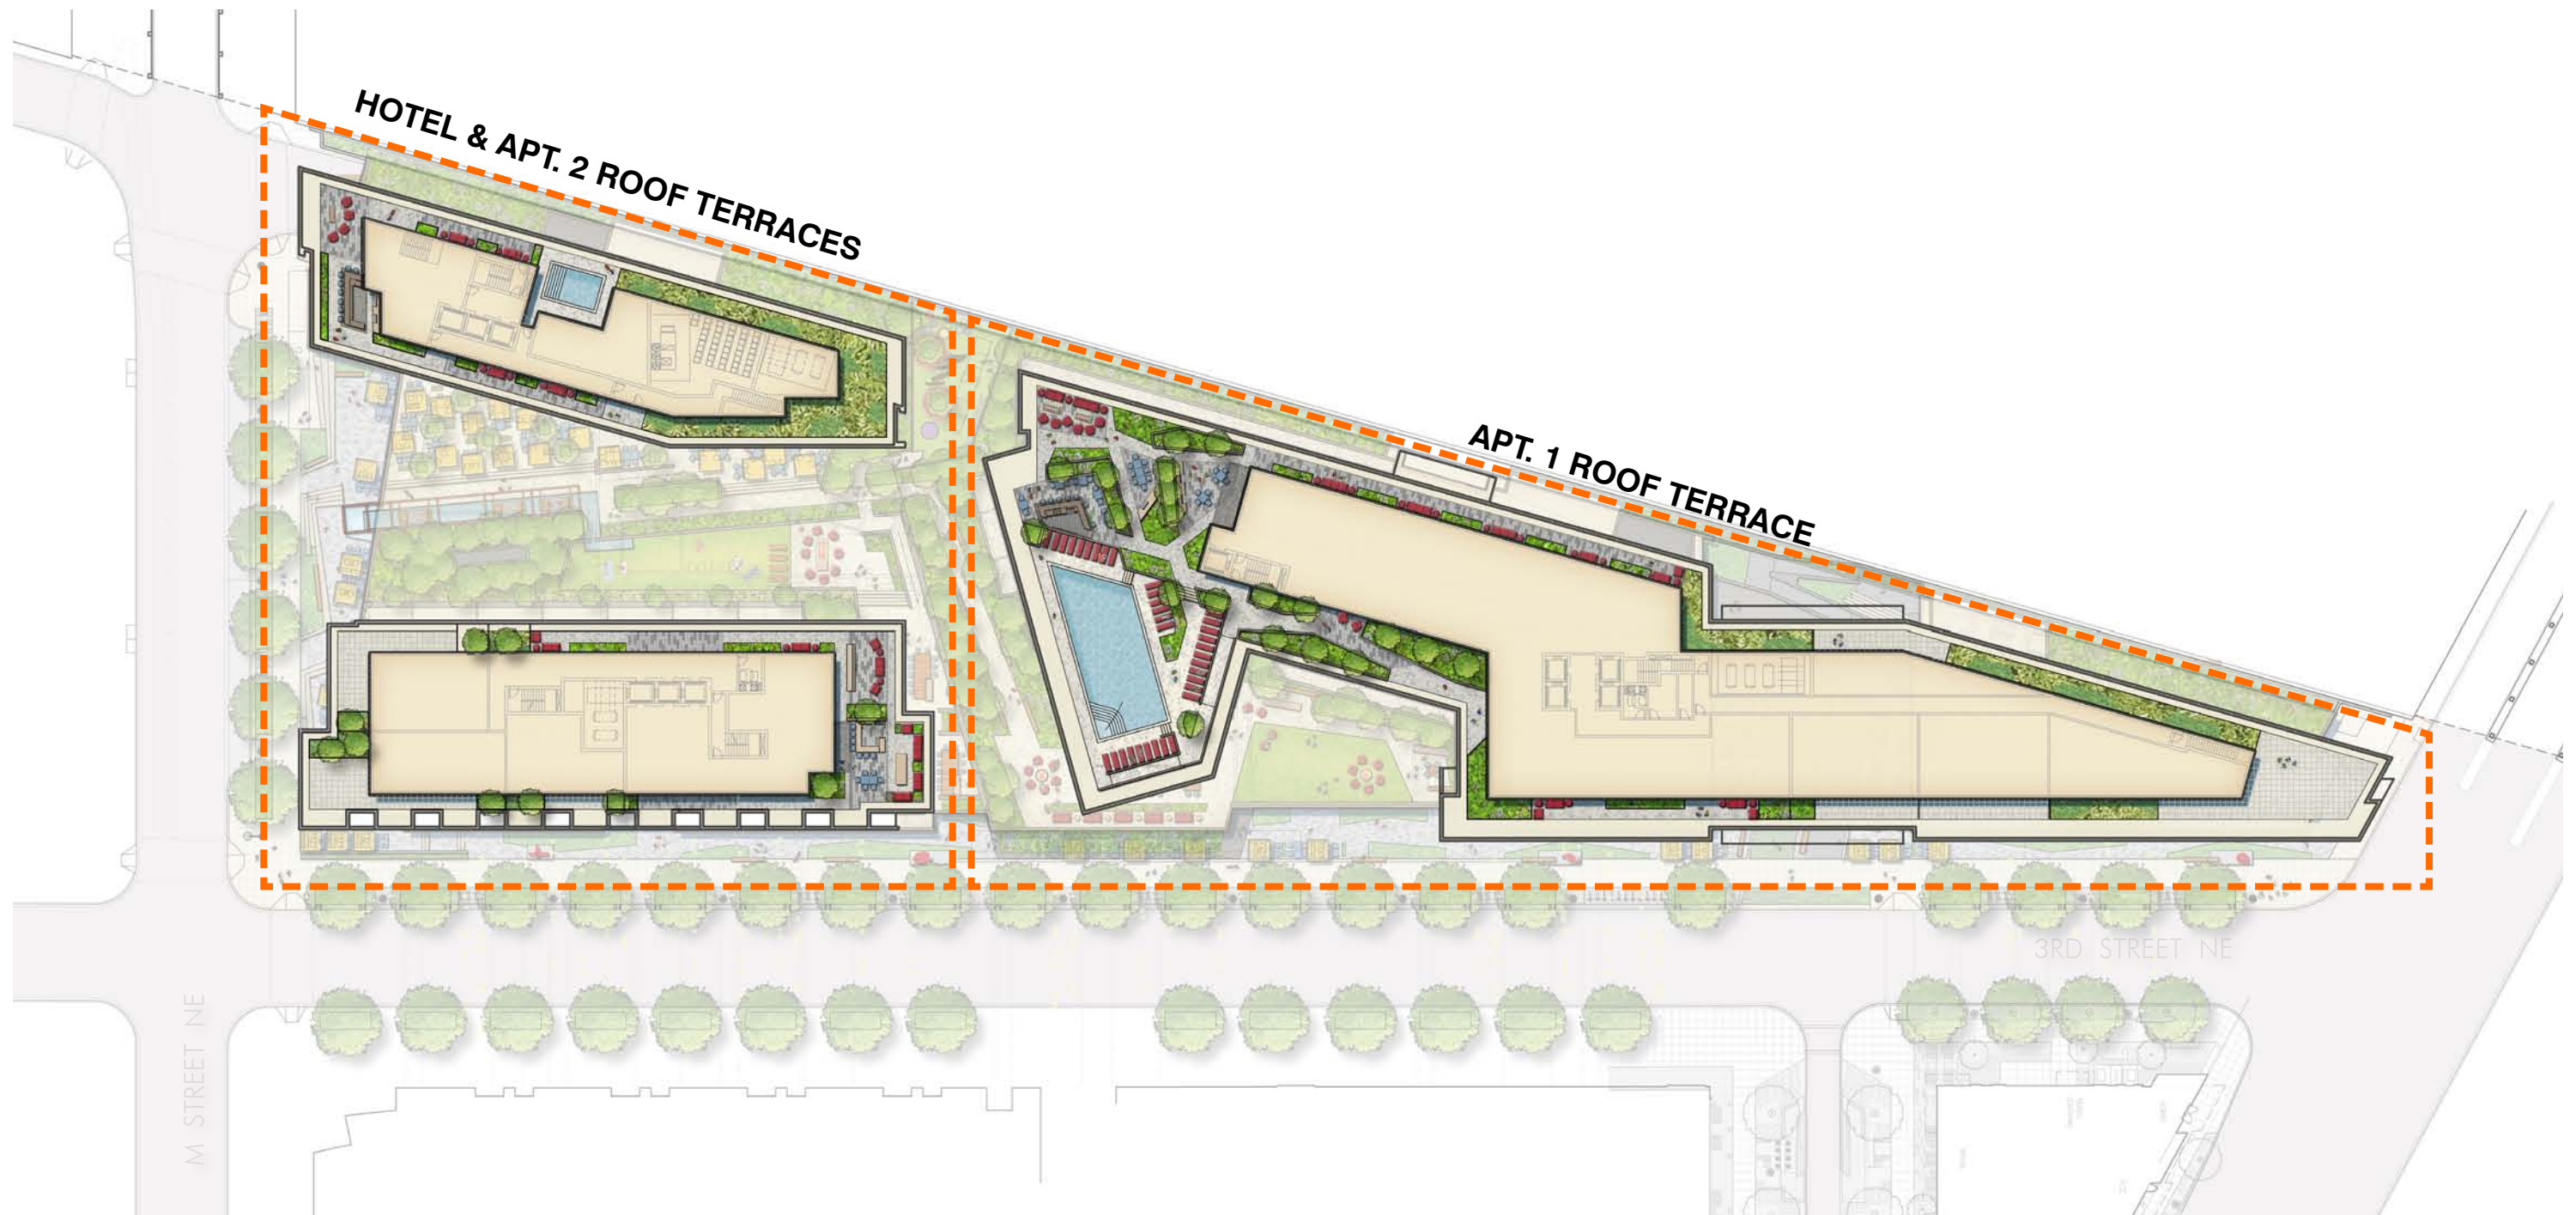 HOTEL & APT. 2 ROOF TERRACES
APT. 1 ROOF TERRACE
3RD STREET NE
M STREET NE